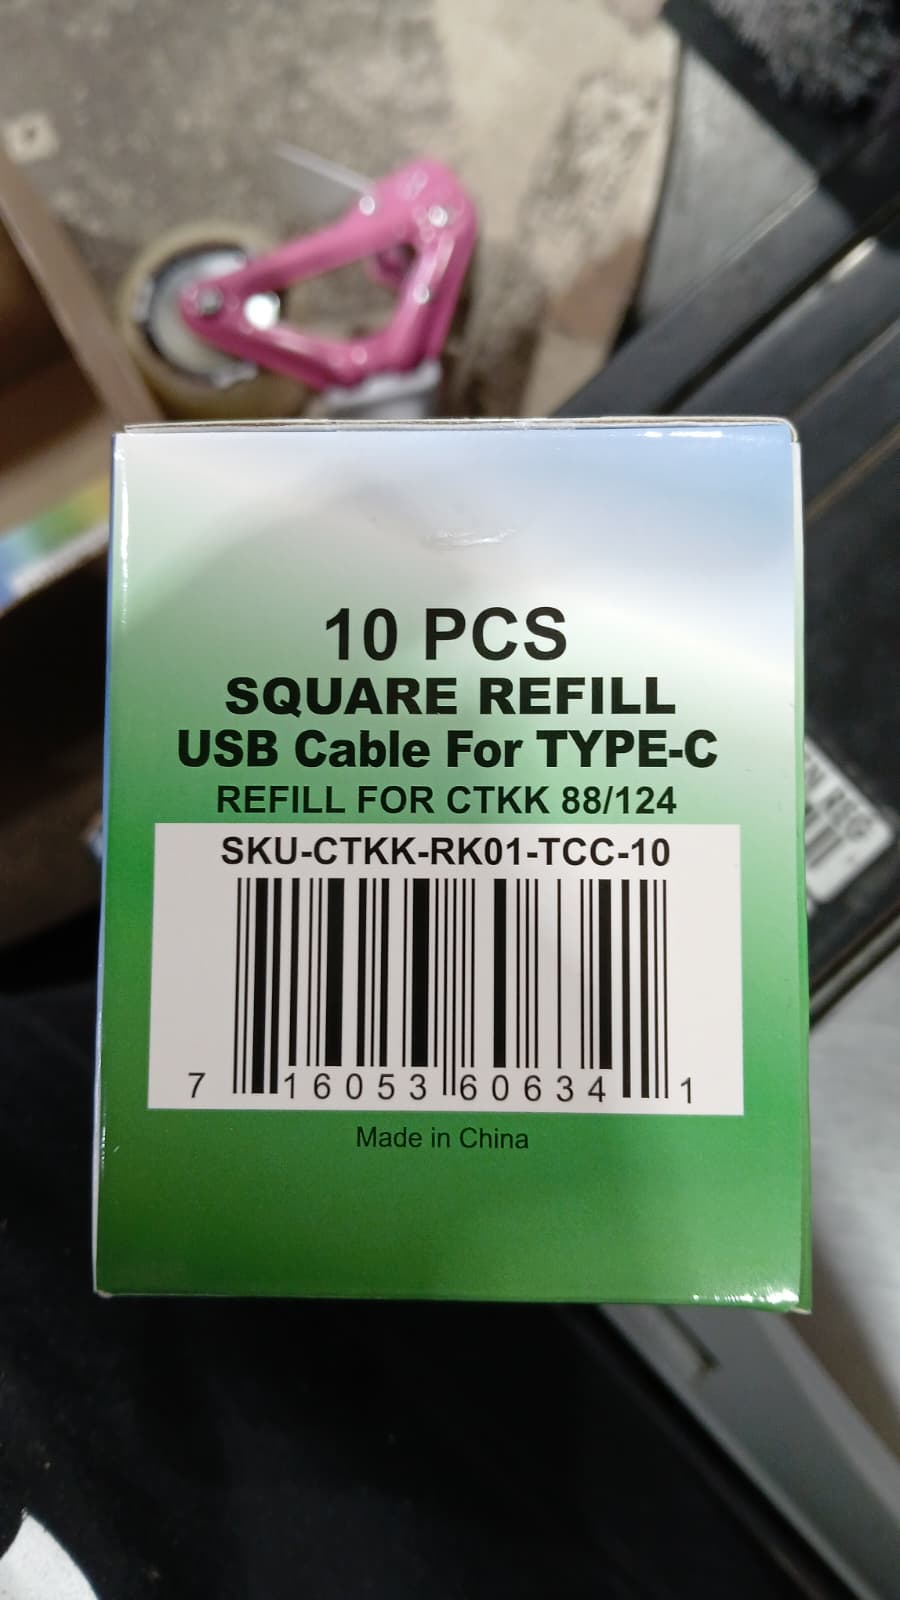 10 PCS
SQUARE REFILL
USB Cable For TYPE-C
REFILL FOR CTKK 88/124
SKU-CTKK-RK01-TCC-10
7 16053 60634 1
Made in China